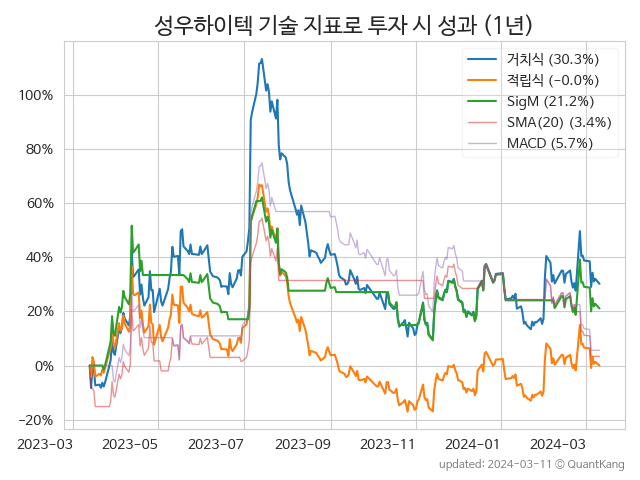 성우하이텍 기술 지표로 투자 시 성과 (1년)
거치식 (30.3%)
적립식 (−0.0%)
SigM (21.2%)
SMA(20) (3.4%)
MACD (5.7%)
100%
80%
60%
40%
20%
0%
−20%
2023-03 2023-05 2023-07 2023-09 2023-11 2024-01 2024-03
updated: 2024-03-11 © QuantKang